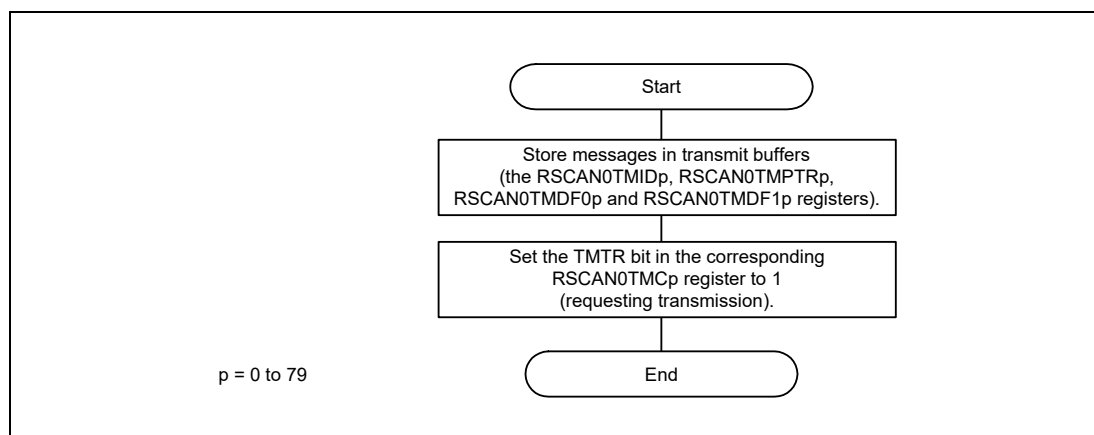 Start
Store messages in transmit buffers
(the RSCAN0TMIDp, RSCAN0TMPTRp,
RSCAN0TMDF0p and RSCAN0TMDF1p registers).
Set the TMTR bit in the corresponding
RSCAN0TMCp register to 1
(requesting transmission).
p = 0 to 79
End